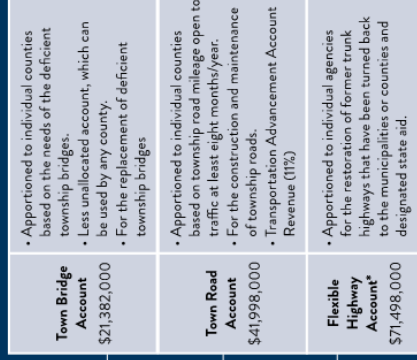 Town Bridge
Account
$21,382,000
• Apportioned to individual counties
based on the needs of the deficient
township bridges.
• Less unallocated account, which can
be used by any county.
• For the replacement of deficient
township bridges
Town Road
Account
$41,998,000
• Apportioned to individual counties
based on township road mileage open to
traffic at least eight months/year.
• For the construction and maintenance
of township roads.
• Transportation Advancement Account
Revenue (11%)
Flexible
Highway
Account*
$71,498,000
• Apportioned to individual agencies
for the restoration of former trunk
highways that have been turned back
to the municipalities or counties and
designated state aid.